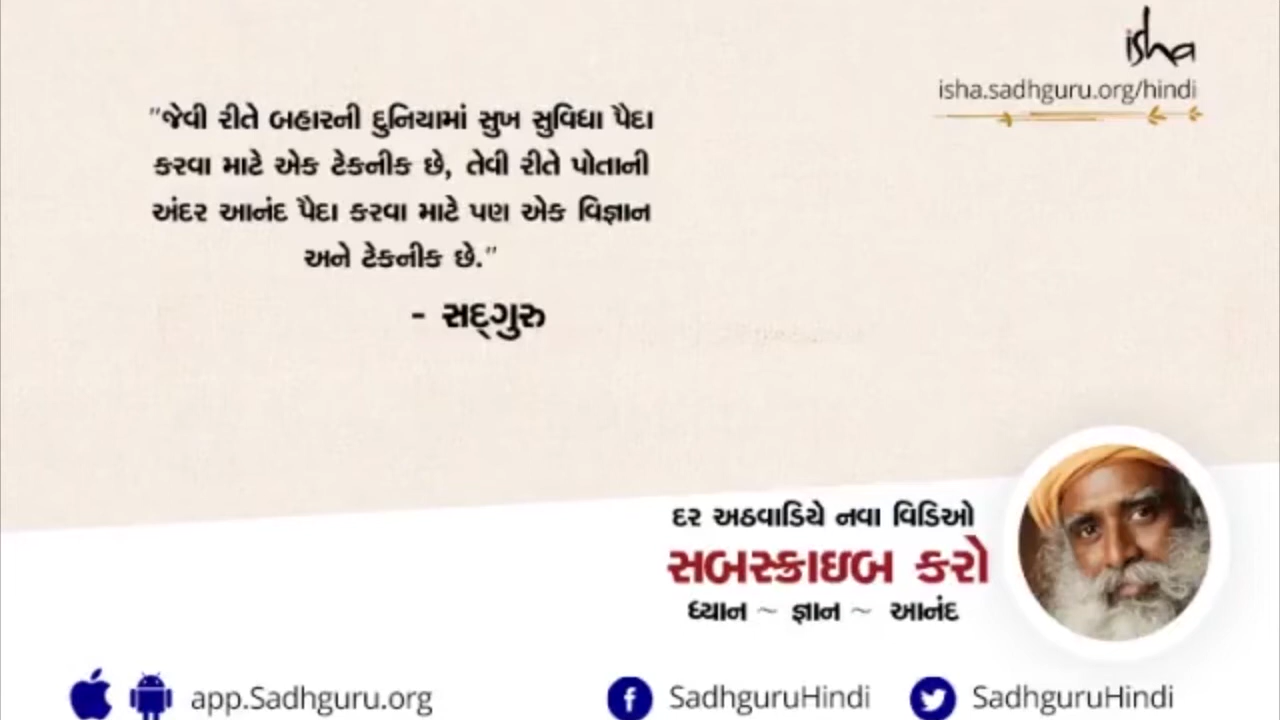 isha
isha.sadhguru.org/hindi
"જેવી રીતે બહારની દુનિયામાં સુખ સુવિધા પૈદા
કરવા માટે એક ટેકનીક છે, તેવી રીતે પોતાની
અંદર આનંદ પૈદા કરવા માટે પણ એક વિજ્ઞાન
અને ટેકનીક છે."
- સદ્‌ગુરુ
દર અઠવાડિયે નવા વિડિઓ
સબસ્ક્રાઇબ કરો
ધ્યાન ~ જ્ઞાન ~ આનંદ
app.Sadhguru.org
SadhguruHindi
SadhguruHindi